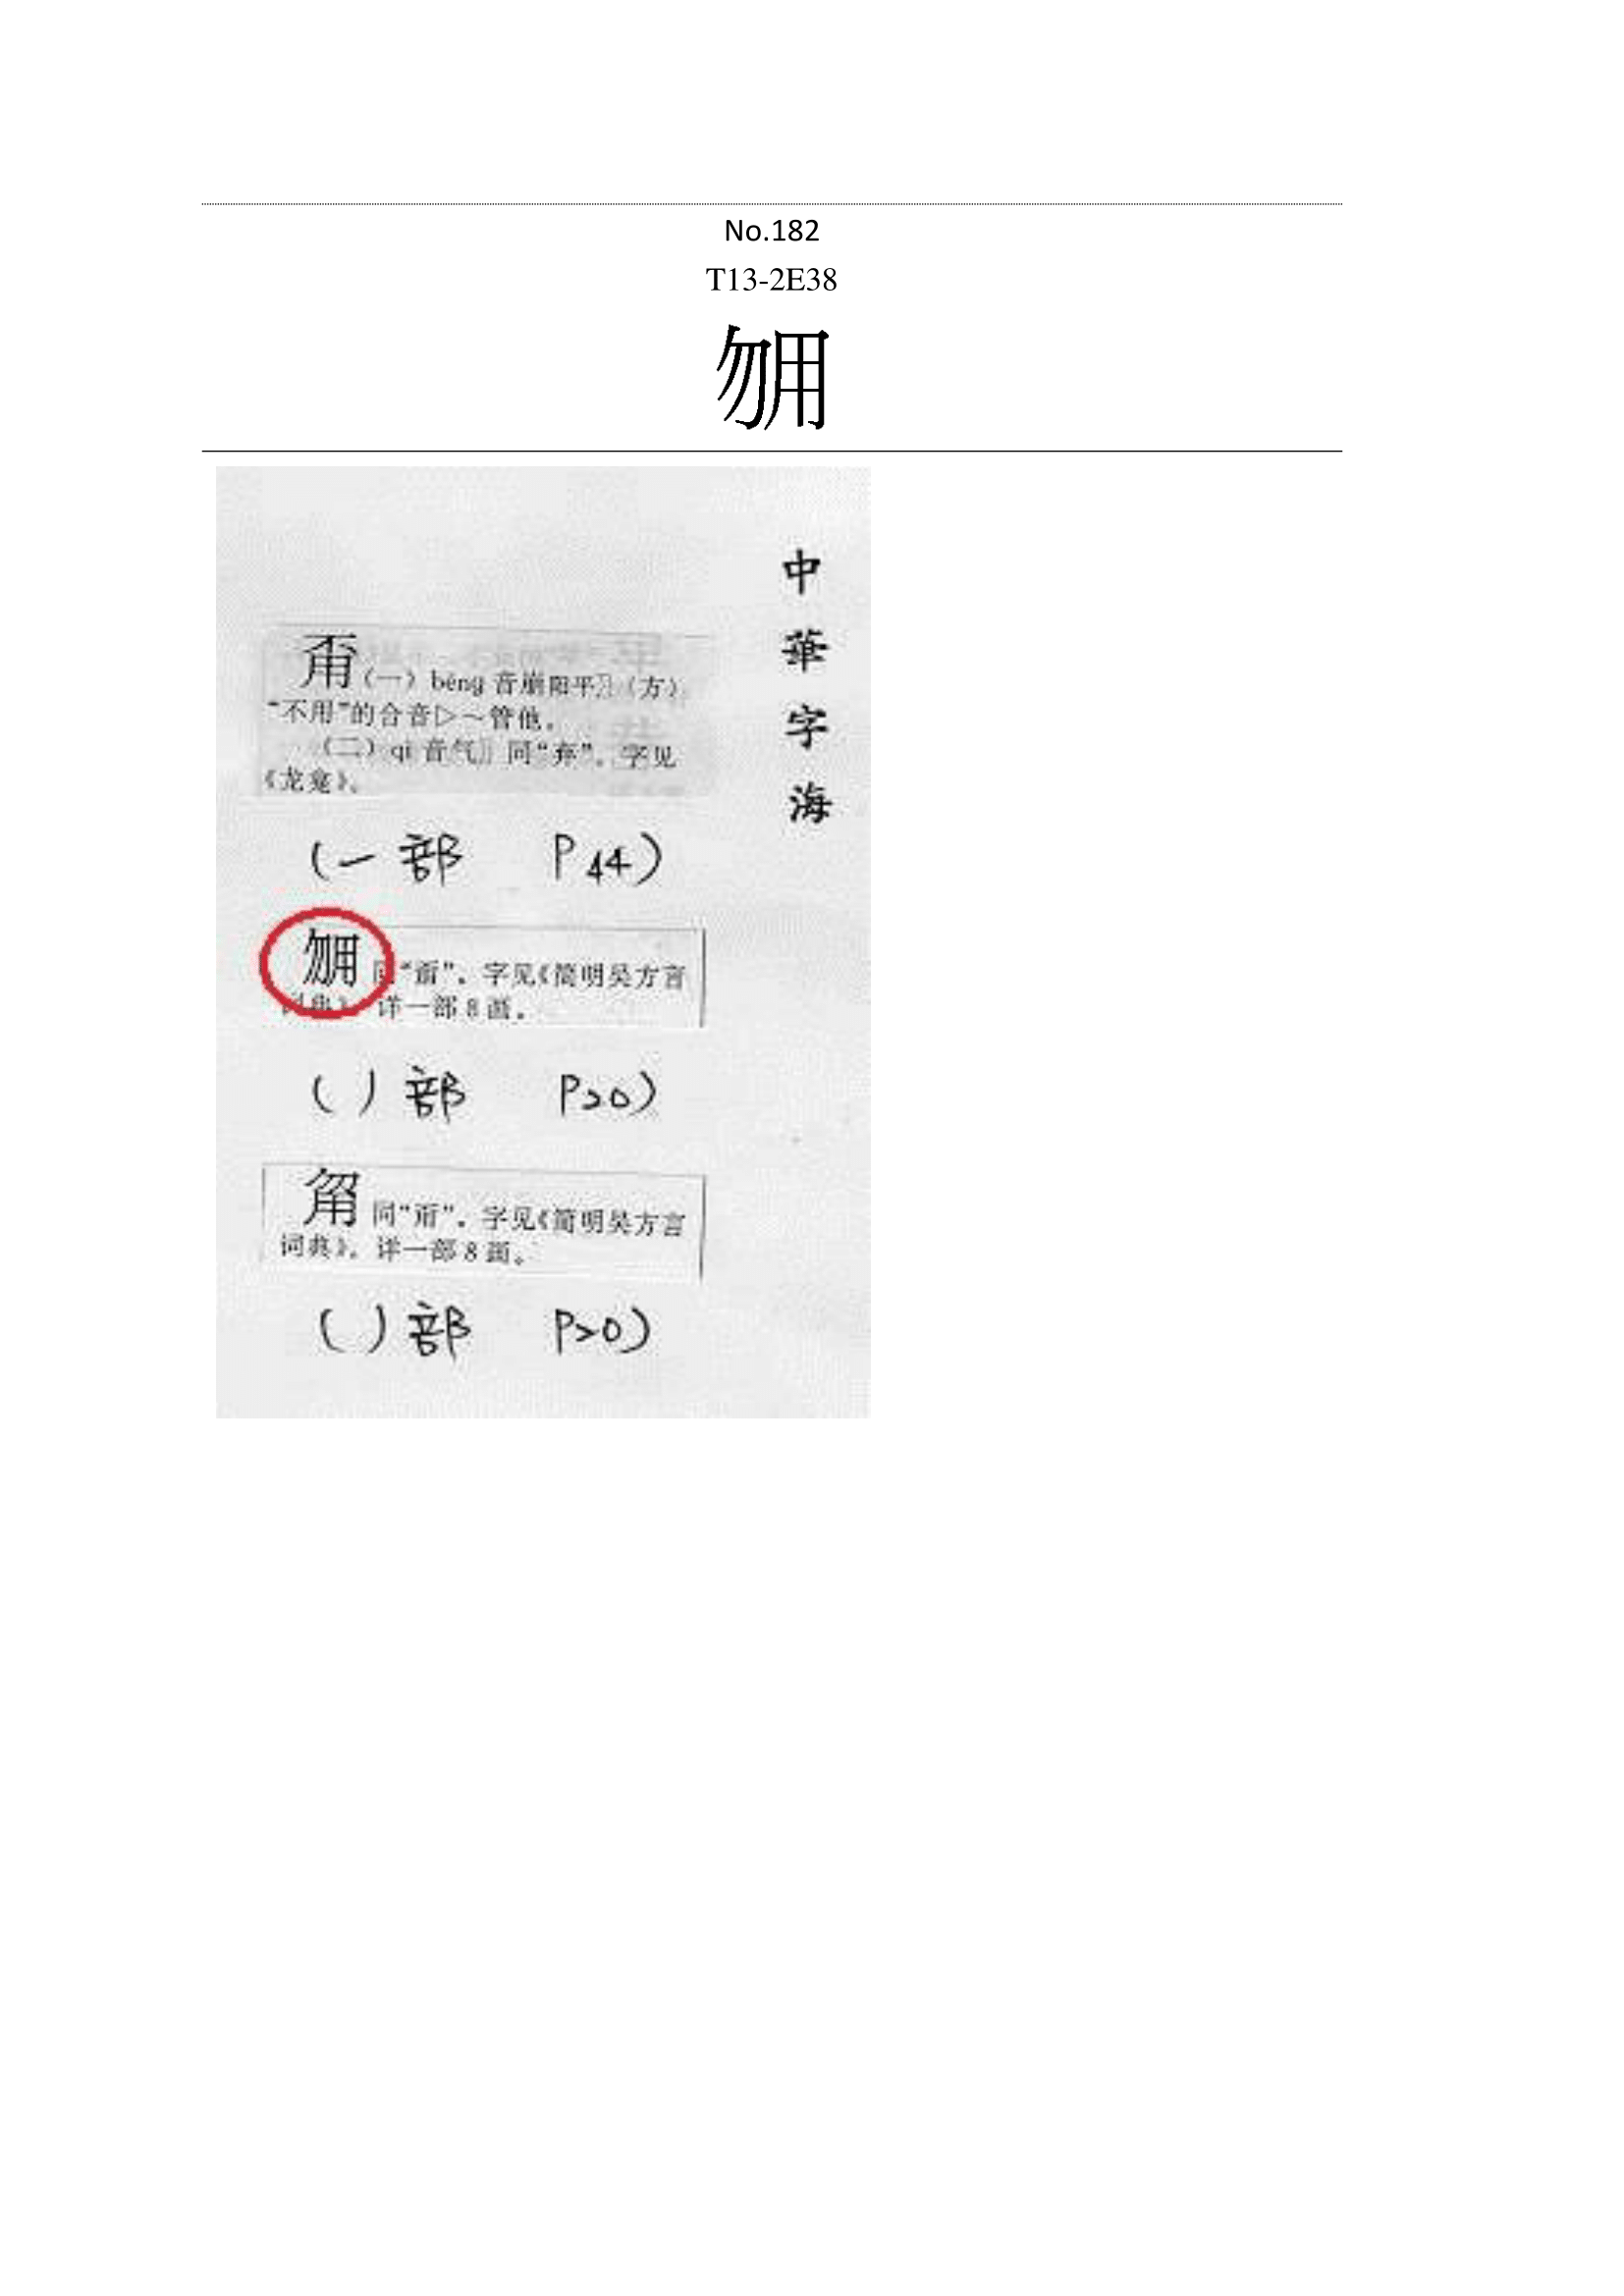 No.182
T13-2E38
⿰勿用
中華字海
甭(一) béng 音崩阳平 (方)
“不用”的合音▷～管他。
(二) qì 音气 同“弃”。字见
《龙龛》。
(一部 P44)
同“甭”。字见《简明吴方言
词典》。详一部8画。
(丿部 P20)
同“甭”。字见《简明吴方言
词典》。详一部8画。
(丿部 P20)